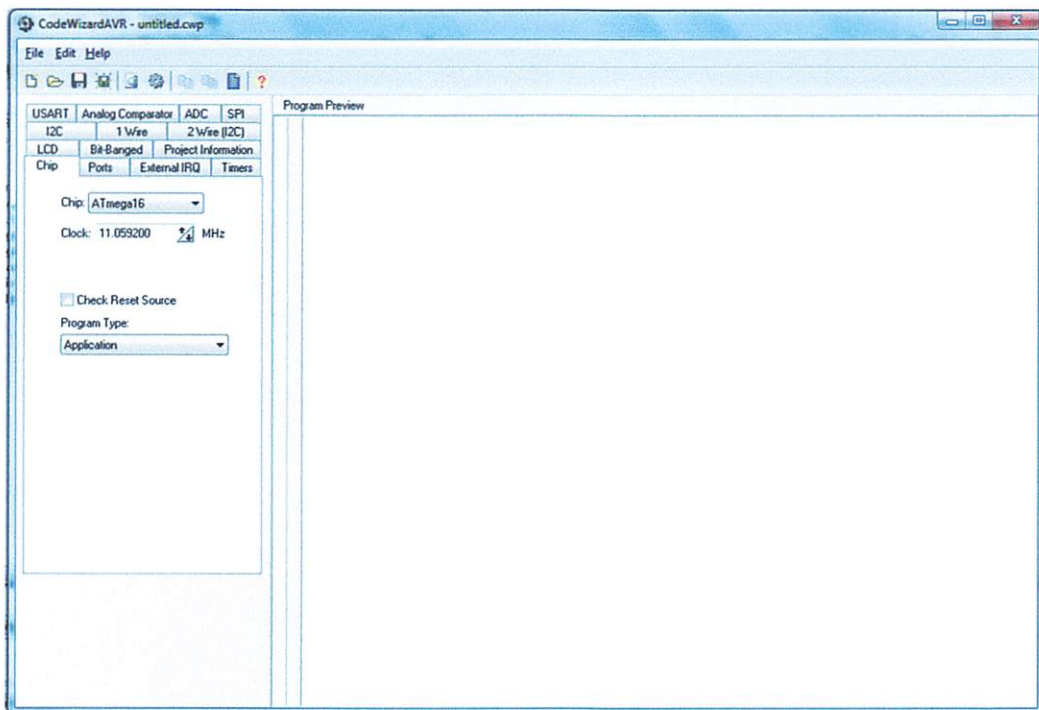 CodeWizardAVR - untitled.cwp
File Edit Help
?
Program Preview
USART Analog Comparator ADC SPI
I2C 1 Wire 2 Wire (I2C)
LCD Bit-Banged Project Information
Chip Ports External IRQ Timers
Chip: ATmega16
Clock: 11.059200 MHz
Check Reset Source
Program Type:
Application